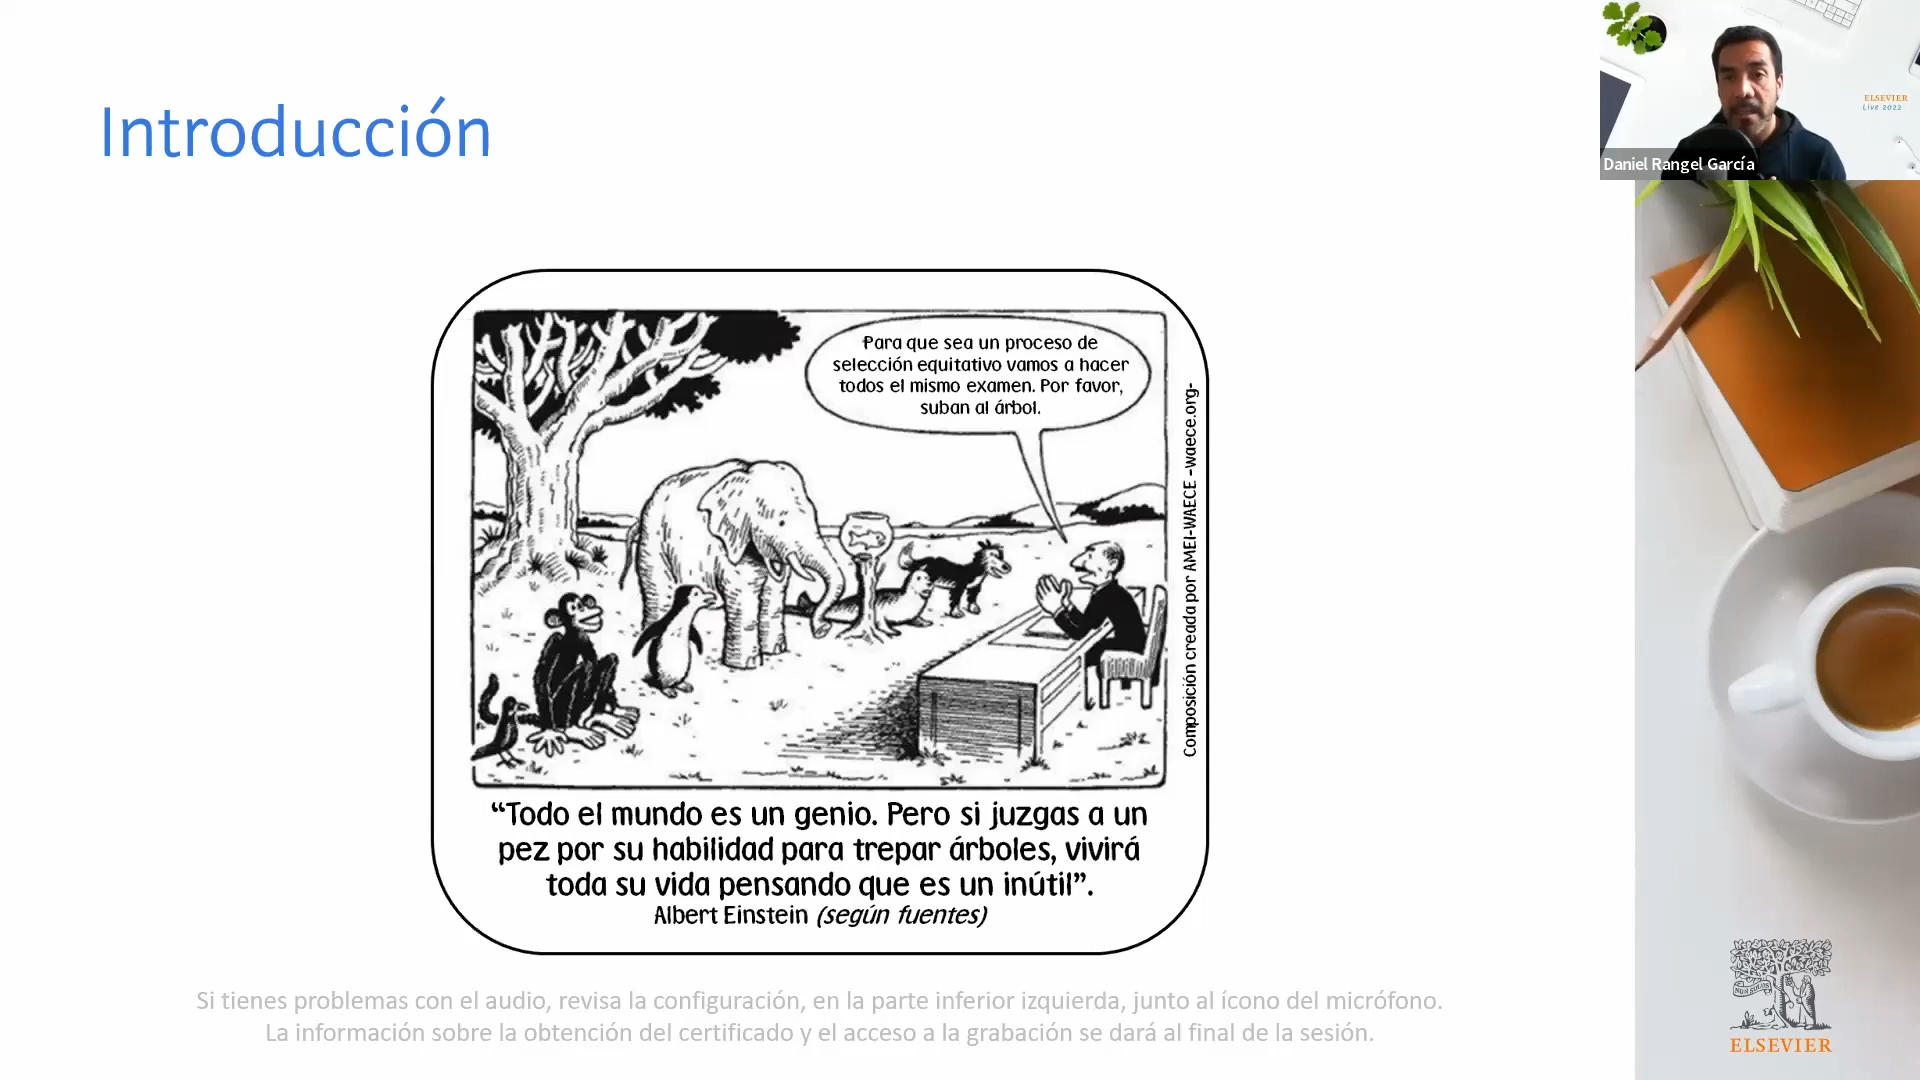 Introducción
ELSEVIER
Live 2022
Daniel Rangel García
Para que sea un proceso de
selección equitativo vamos a hacer
todos el mismo examen. Por favor,
suban al árbol.
Composición creada por AMEI-WAECE -waece.org-
“Todo el mundo es un genio. Pero si juzgas a un
pez por su habilidad para trepar árboles, vivirá
toda su vida pensando que es un inútil”.
Albert Einstein (según fuentes)
Si tienes problemas con el audio, revisa la configuración, en la parte inferior izquierda, junto al ícono del micrófono.
La información sobre la obtención del certificado y el acceso a la grabación se dará al final de la sesión.
NON SOLUS
ELSEVIER